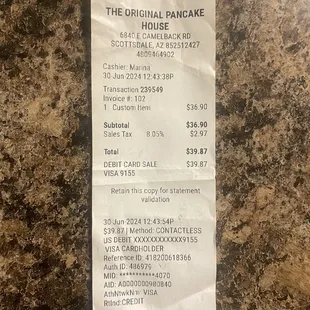 THE ORIGINAL PANCAKE
HOUSE
6840 E CAMELBACK RD
SCOTTSDALE, AZ 852512427
4809464902
Cashier: Marina
30 Jun 2024 12:43:38P
Transaction 239549
Invoice #: 102
1 Custom Item $36.90
Subtotal $36.90
Sales Tax 8.05% $2.97
Total $39.87
DEBIT CARD SALE $39.87
VISA 9155
Retain this copy for statement
validation
30 Jun 2024 12:43:54P
$39.87 | Method: CONTACTLESS
US DEBIT XXXXXXXXXXXX9155
VISA CARDHOLDER
Reference ID: 418200618366
Auth ID: 486979
MID: ********4070
AID: A0000000980840
AthNtwkNm: VISA
RtInd:CREDIT